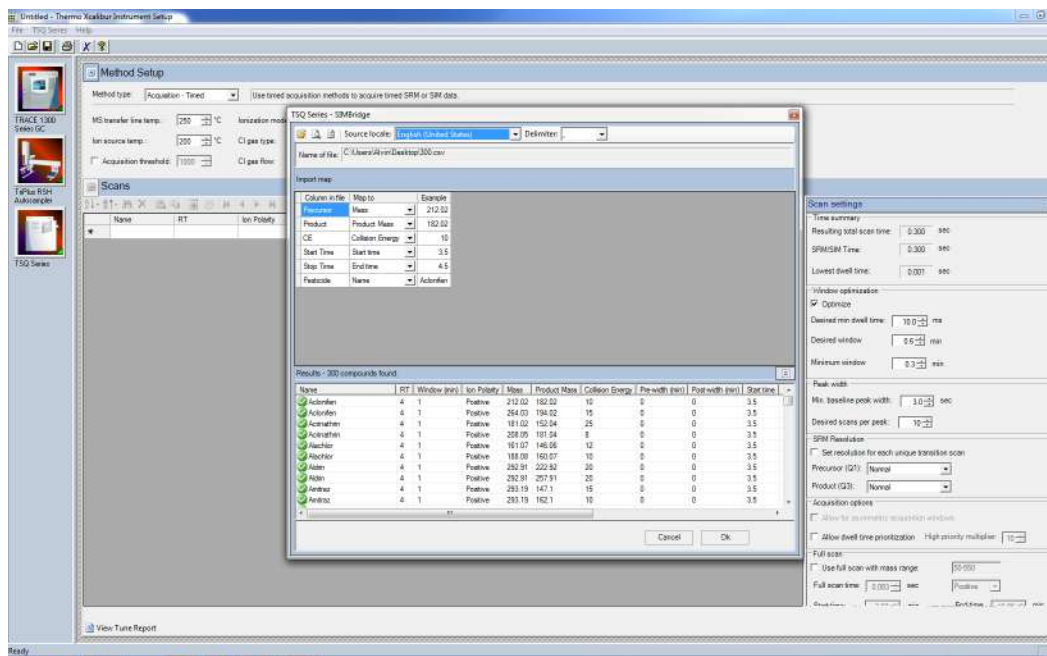 Untitled - Thermo Xcalibur Instrument Setup
File TSQ Series Help
Method Setup
Method type: Acquisition - Timed Use timed acquisition methods to acquire timed SRM or SIM data.
MS transfer line temp.: 250 °C Ionization mode
Ion source temp.: 200 °C CI gas type:
Acquisition threshold: 1000 CI gas flow:
TRACE 1300 Series GC
TriPlus RSH Autosampler
TSQ Series
Scans
Name RT Ion Polarity
TSQ Series - SIMBridge
Source locale: English (United States) Delimiter: ,
Name of file: C:\Users\Alvin\Desktop\300.csv
Import map
Column in file Map to Example
Precursor Mass 212.02
Product Product Mass 182.02
CE Collision Energy 10
Start Time Start time 3.5
Stop Time End time 4.5
Pesticide Name Aclonifen
Results - 300 compounds found
Name RT Window (min) Ion Polarity Mass Product Mass Collision Energy Pre-width (min) Post-width (min) Start time
Aclonifen 4 1 Positive 212.02 182.02 10 0 0 3.5
Aclonifen 4 1 Positive 264.03 194.02 15 0 0 3.5
Acrinathrin 4 1 Positive 181.02 152.04 25 0 0 3.5
Acrinathrin 4 1 Positive 208.05 181.04 8 0 0 3.5
Alachlor 4 1 Positive 161.07 146.06 12 0 0 3.5
Alachlor 4 1 Positive 188.08 160.07 10 0 0 3.5
Aldrin 4 1 Positive 292.91 222.92 20 0 0 3.5
Aldrin 4 1 Positive 292.91 257.91 20 0 0 3.5
Amitraz 4 1 Positive 293.19 147.1 15 0 0 3.5
Amitraz 4 1 Positive 293.19 162.1 10 0 0 3.5
Cancel Ok
Scan settings
Time summary
Resulting total scan time: 0.300 sec
SRM/SIM Time: 0.300 sec
Lowest dwell time: 0.001 sec
Window optimization
Optimize
Desired min dwell time: 10.0 ms
Desired window 0.6 min
Minimum window 0.3 min
Peak width
Min. baseline peak width: 3.0 sec
Desired scans per peak: 10
SRM Resolution
Set resolution for each unique transition scan
Precursor (Q1): Normal
Product (Q3): Normal
Acquisition options
Allow for asymmetric acquisition windows
Allow dwell time prioritization High priority multiplier: 10
Full scan
Use full scan with mass range: 50-550
Full scan time: sec Positive
View Tune Report
Ready